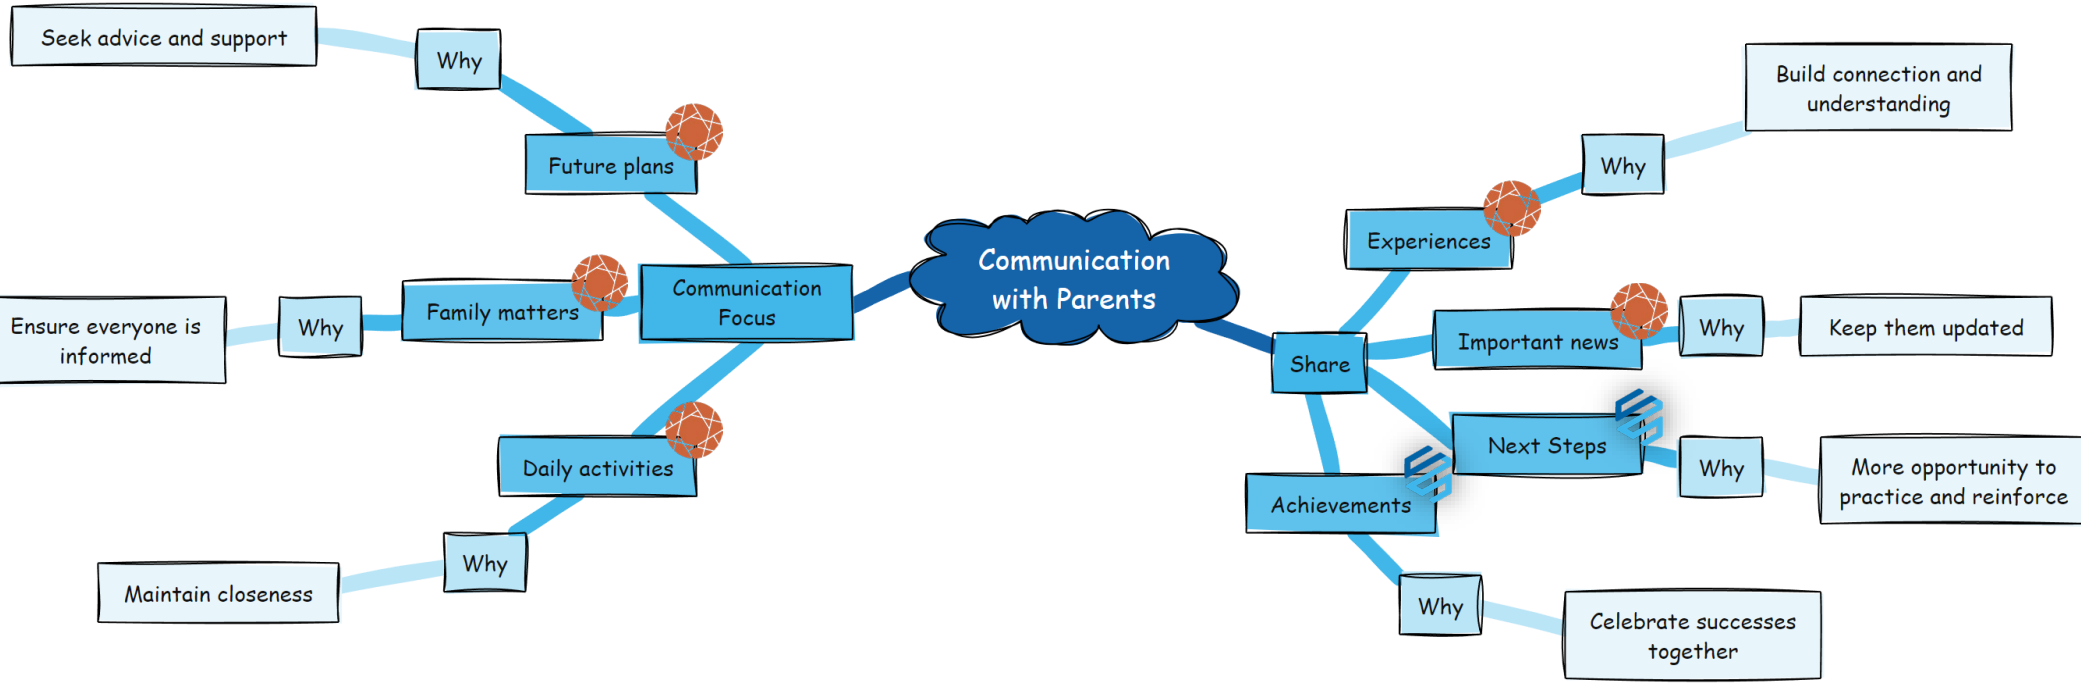 Seek advice and support
Why
Future plans
Ensure everyone is
informed
Why
Family matters
Communication
Focus
Daily activities
Why
Maintain closeness
Communication
with Parents
Share
Experiences
Why
Build connection and
understanding
Important news
Why
Keep them updated
Next Steps
Why
More opportunity to
practice and reinforce
Achievements
Why
Celebrate successes
together